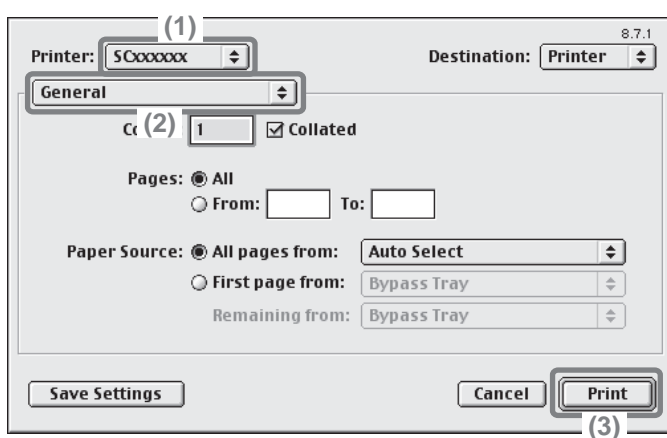 (1)
8.7.1
Printer: SCxxxxxx Destination: Printer
General
(2) 1 Collated
Pages: All
From: To:
Paper Source: All pages from: Auto Select
First page from: Bypass Tray
Remaining from: Bypass Tray
Save Settings Cancel Print
(3)